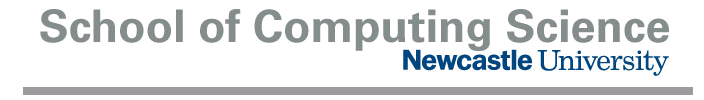 School of Computing Science
Newcastle University